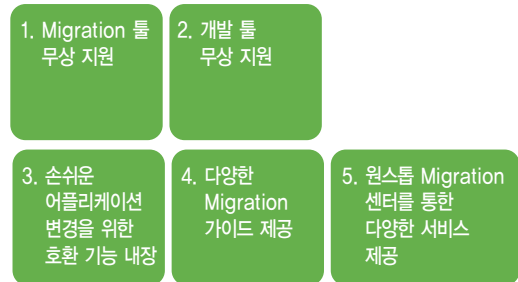 1. Migration 툴
무상 지원
2. 개발 툴
무상 지원
3. 손쉬운
어플리케이션
변경을 위한
호환 기능 내장
4. 다양한
Migration
가이드 제공
5. 원스톱 Migration
센터를 통한
다양한 서비스
제공